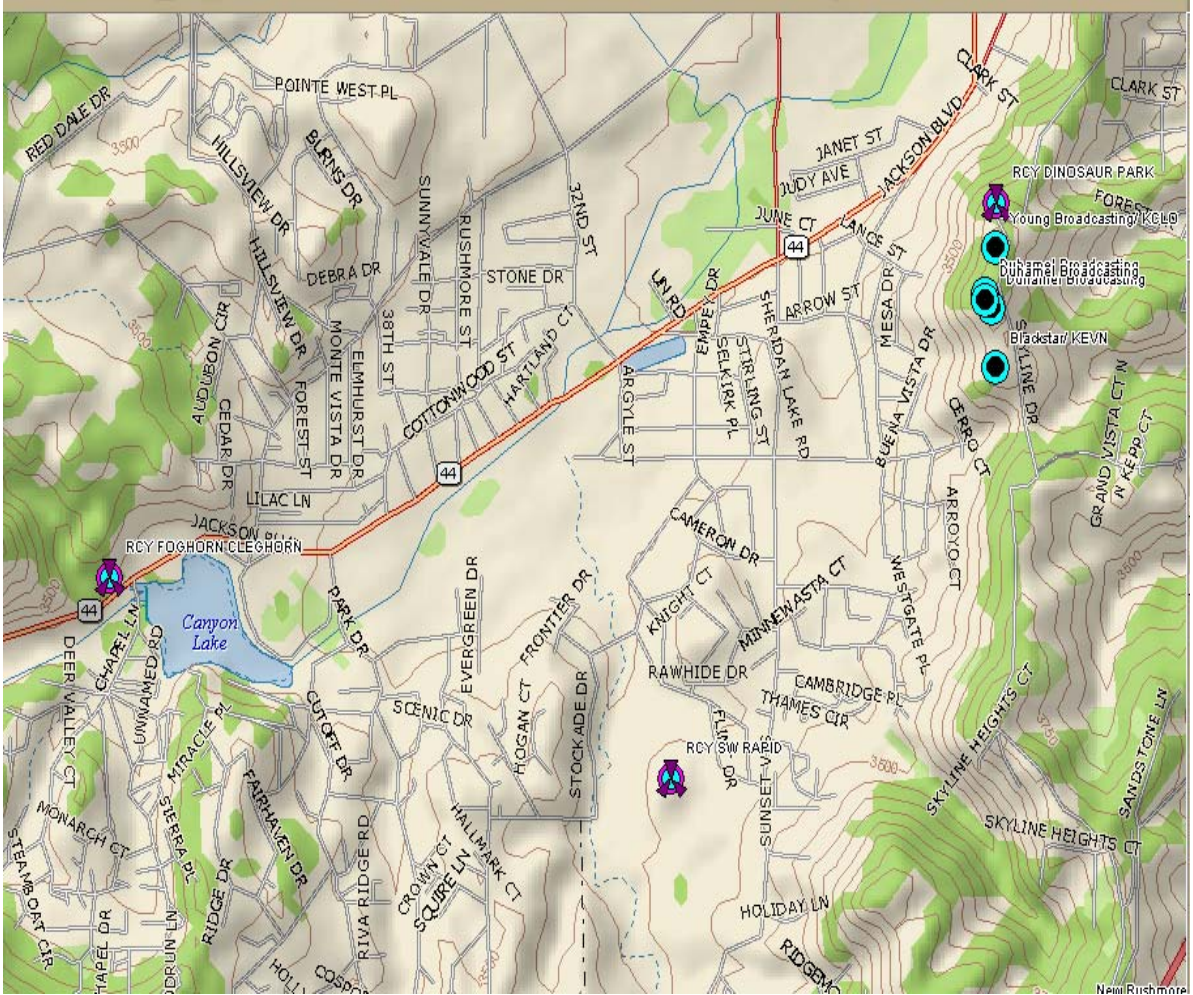 CLARK ST
CLARK ST
POINTE WEST PL
RED DALE DR
3500
HILLSVIEW DR
BURNS DR
JANET ST
JACKSON BLVD
JUDY AVE
RCY DINOSAUR PARK
SUNNYVALE DR
RUSHMORE ST
32ND ST
JUNE CT
LANCE ST
44
Young Broadcasting/ KCLO
3500
HILLSVIEW DR
DEBRA DR
STONE DR
Duhamel Broadcasting
Duhamel Broadcasting
EMPE DR
ARROW ST
MESA DR
SHERIDAN LAKE RD
AUDUBON CIR
MONTE VISTA DR
38TH ST
ELMHURST DR
COTTONWOOD ST
HARTLAND CT
ARGYLE ST
SELKIRK PL
STIRLING ST
BUENA VISTA DR
Blackstar/ KEVN
SKYLINE DR
CEDAR DR
FOREST ST
CERRO CT
GRAND VISTA CT N
N KEPP CT
44
LILAC LN
JACKSON
RCY FOGHORN CLEGHORN
CAMERON DR
ARROYO CT
3500
3500
44
Canyon
Lake
PARK DR
EVERGREEN DR
FRONTIER DR
KNIGHT CT
MINNEWASTA CT
WESTGATE PL
DEER VALLEY CT
CHAPEL LN
UNNAMED RD
RAWHIDE DR
CAMBRIDGE PL
THAMES CIR
MIRACLE PL
CUTOFF DR
SCENIC DR
HOGAN CT
STOCKADE DR
RCY SW RAPID
SUNSET
SKYLINE HEIGHTS CT
SANDSTONE LN
MONARCH CT
SIERRA PL
FAIRHAVEN DR
HALLMARK CT
SKYLINE HEIGHTS CT
STEAMBOAT CIR
RIDGE DR
RIVA RIDGE RD
CROWN CT
SQUIRE LN
HOLIDAY LN
HAPEL DR
New Rushmore